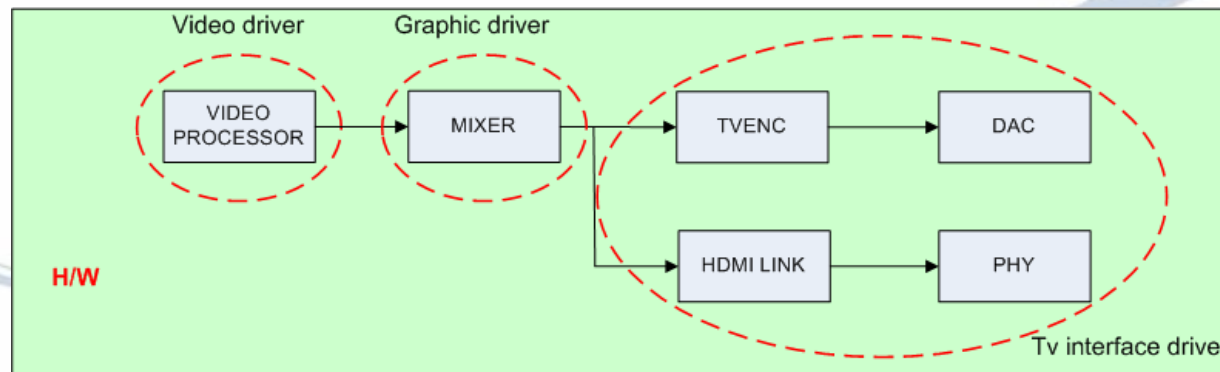 Video driver
Graphic driver
VIDEO
PROCESSOR
MIXER
TVENC
DAC
HDMI LINK
PHY
H/W
Tv interface drive